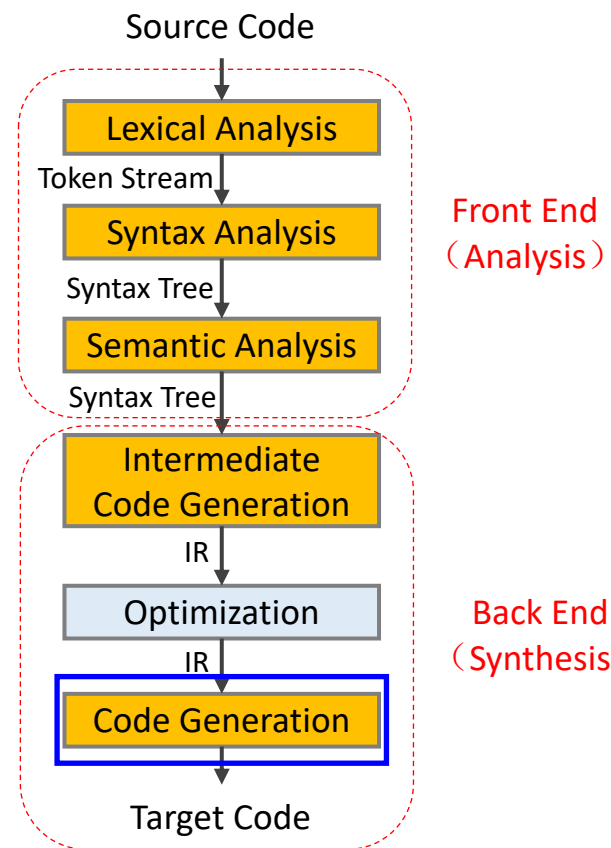 Source Code
Lexical Analysis
Token Stream
Syntax Analysis
Front End
（Analysis）
Syntax Tree
Semantic Analysis
Syntax Tree
Intermediate
Code Generation
IR
Optimization
Back End
（Synthesis
IR
Code Generation
Target Code